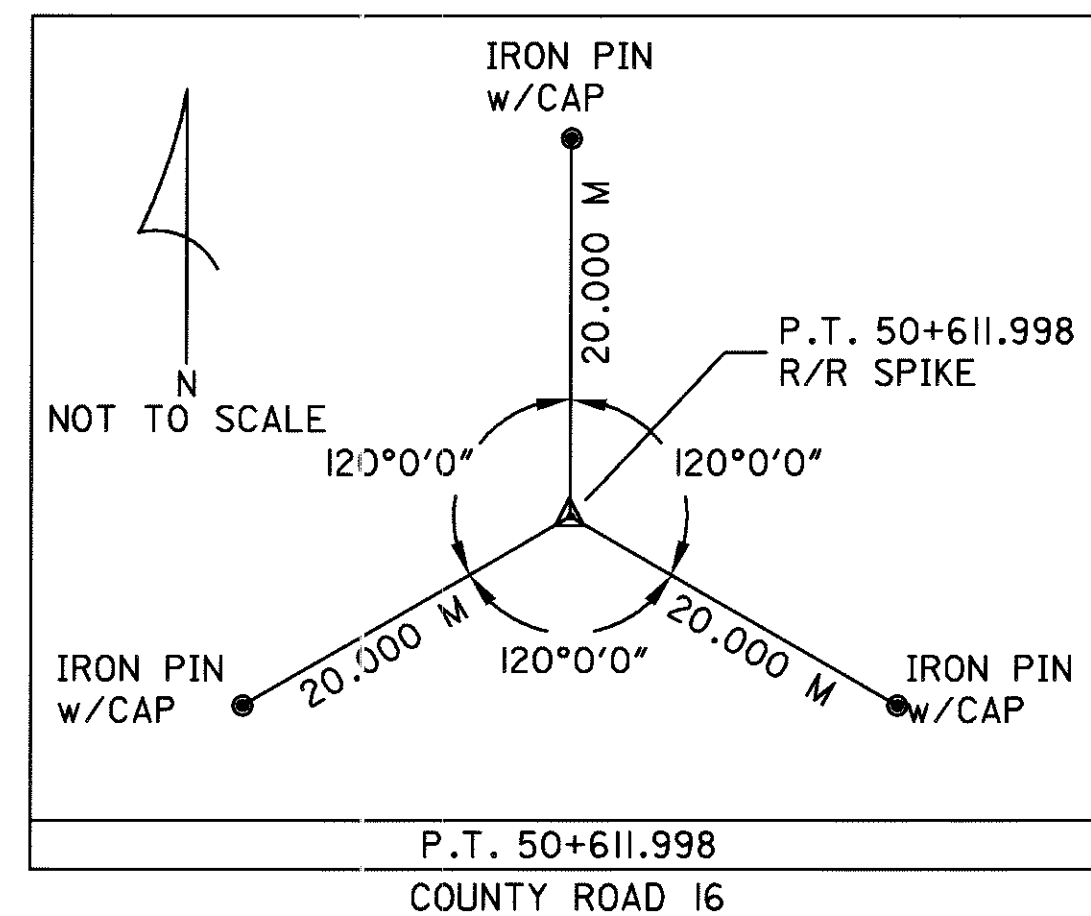 IRON PIN
w/CAP
20.000 M
P.T. 50+611.998
R/R SPIKE
N
NOT TO SCALE
120°0'0"
120°0'0"
20.000 M
120°0'0"
20.000 M
IRON PIN
w/CAP
IRON PIN
w/CAP
P.T. 50+611.998
COUNTY ROAD 16